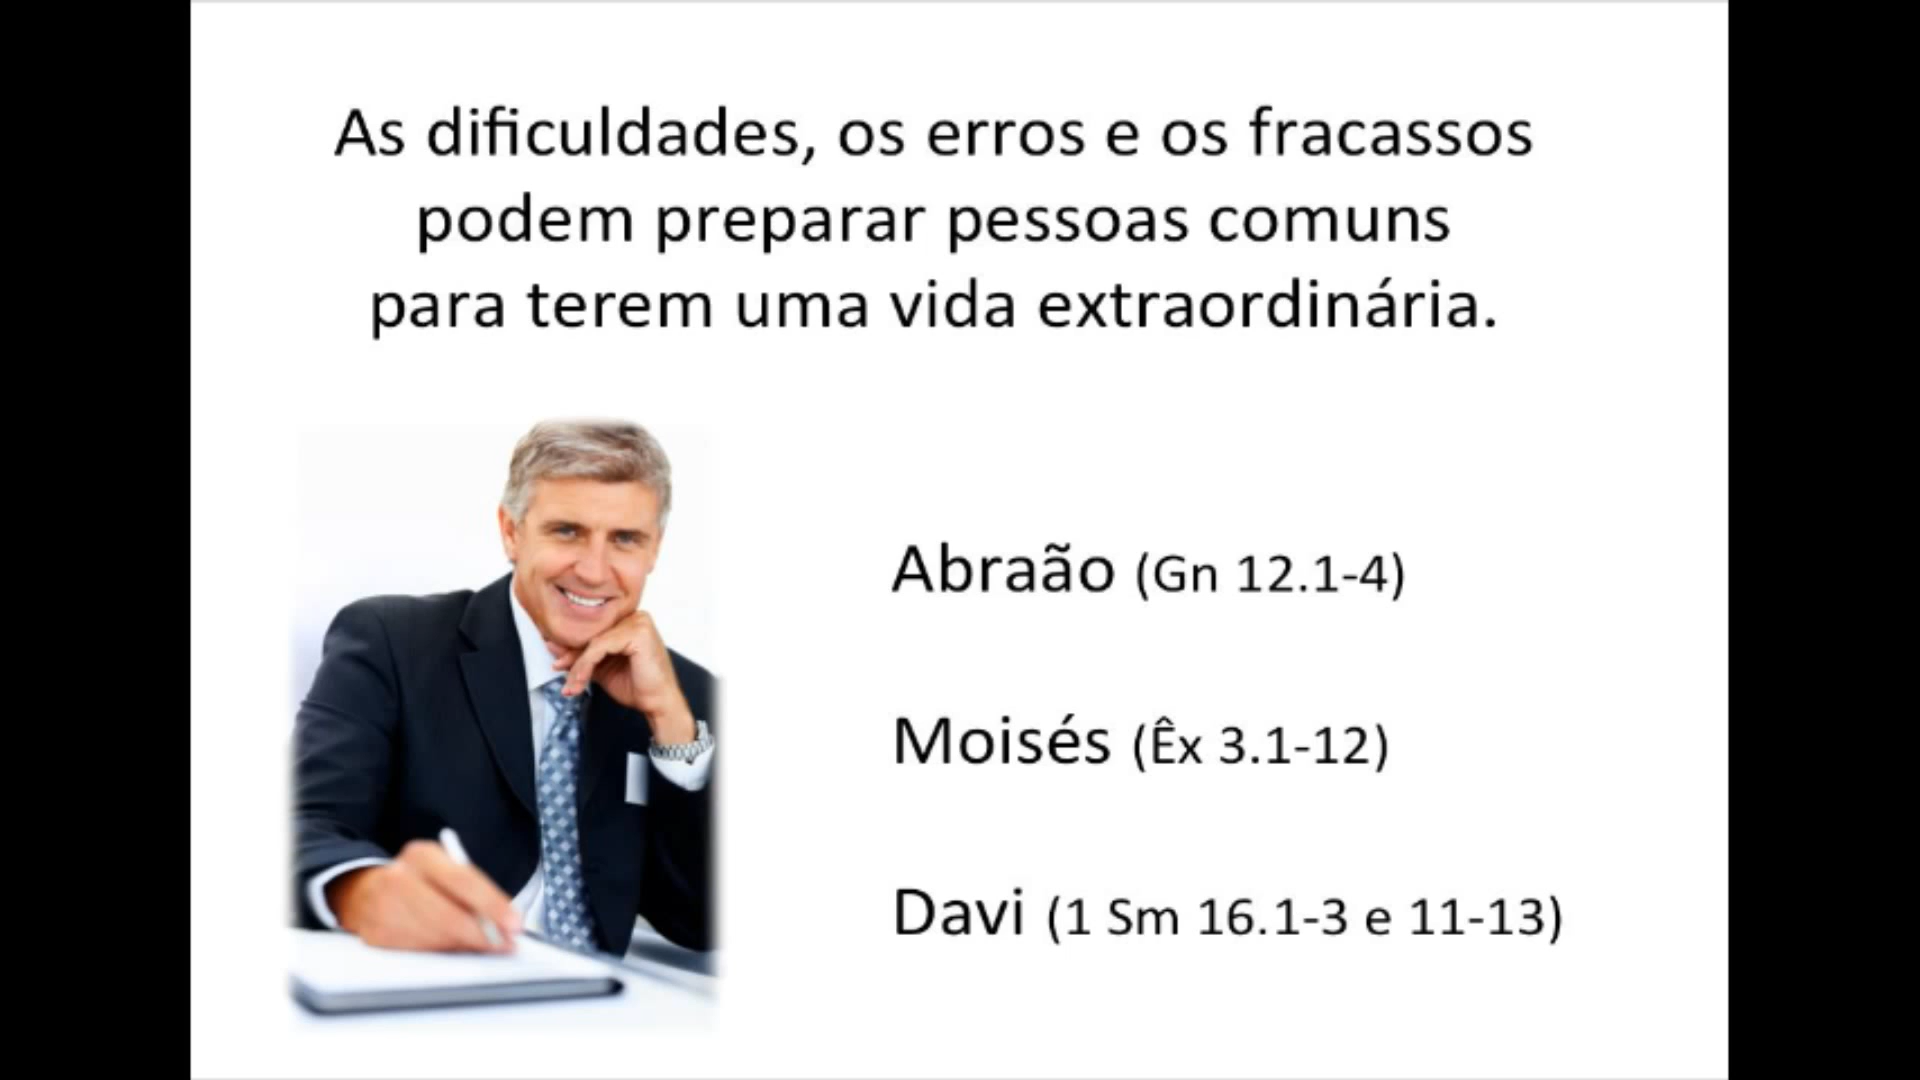 As dificuldades, os erros e os fracassos
podem preparar pessoas comuns
para terem uma vida extraordinária.
Abraão (Gn 12.1-4)
Moisés (Êx 3.1-12)
Davi (1 Sm 16.1-3 e 11-13)